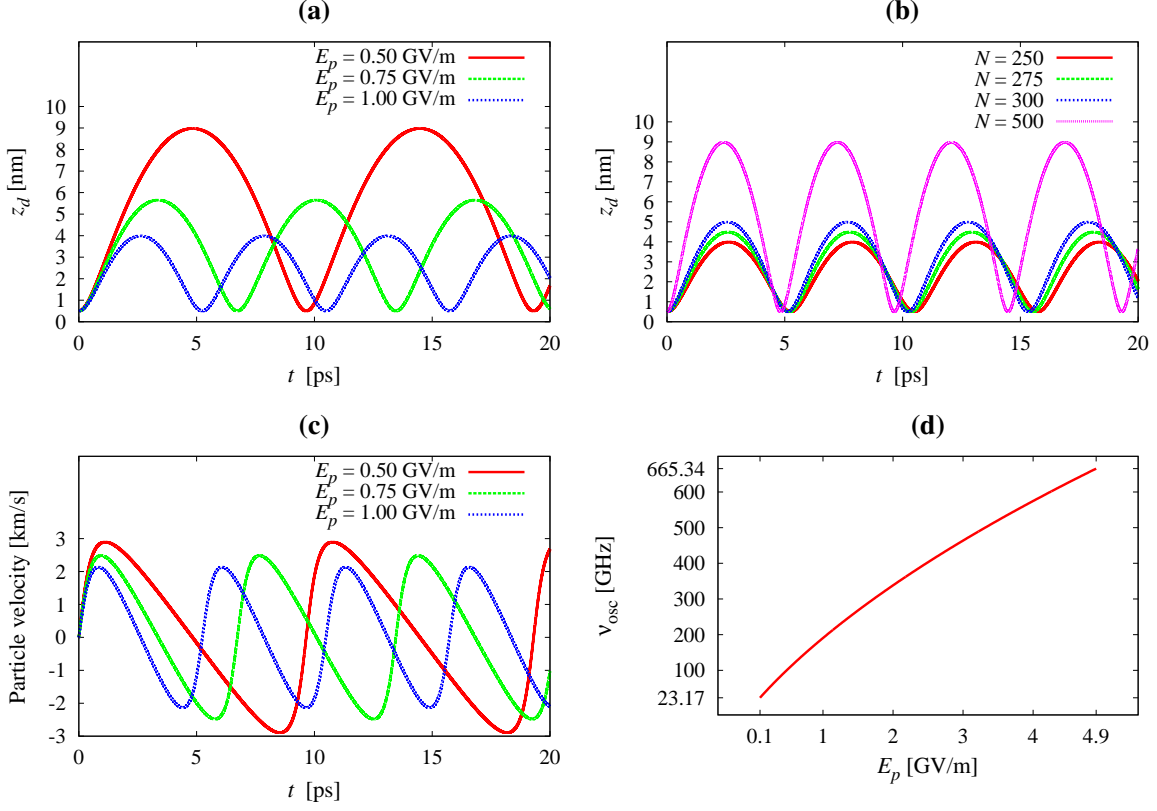 (a)
E_p = 0.50 GV/m
E_p = 0.75 GV/m
E_p = 1.00 GV/m
z_d [nm]
10
9
8
7
6
5
4
3
2
1
0
0 5 10 15 20
t [ps]
(b)
N = 250
N = 275
N = 300
N = 500
z_d [nm]
10
9
8
7
6
5
4
3
2
1
0
0 5 10 15 20
t [ps]
(c)
E_p = 0.50 GV/m
E_p = 0.75 GV/m
E_p = 1.00 GV/m
Particle velocity [km/s]
3
2
1
0
-1
-2
-3
0 5 10 15 20
t [ps]
(d)
ν_osc [GHz]
665.34
600
500
400
300
200
100
23.17
0.1 1 2 3 4 4.9
E_p [GV/m]